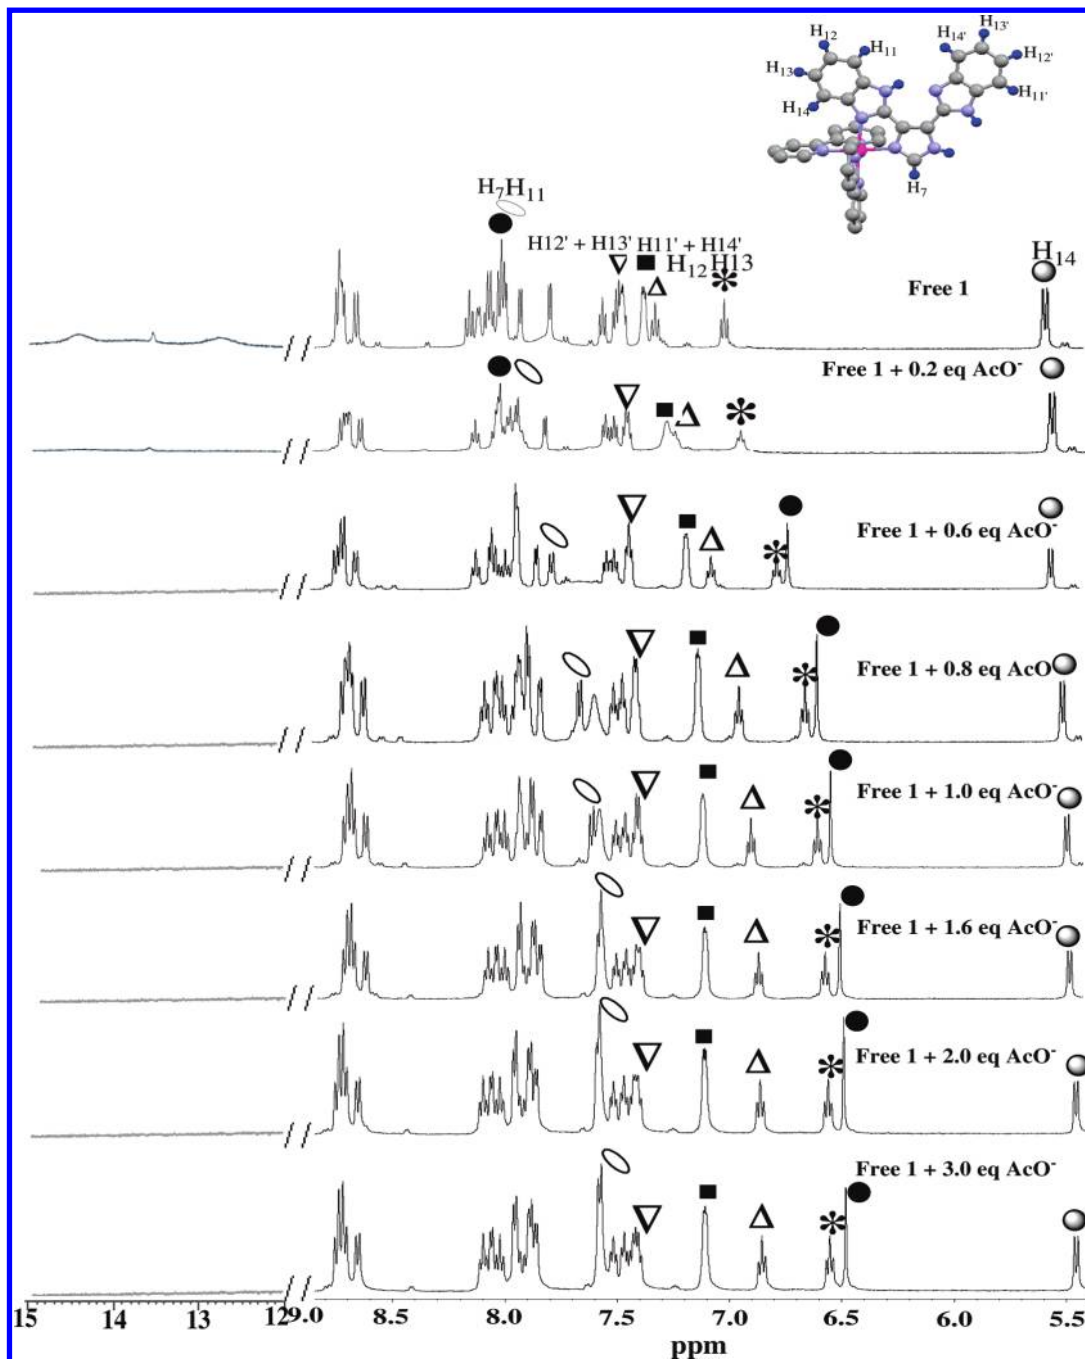 H13'
H12 H14'
H11 H12'
H13
H11'
H14
H7
H7H11
H12' + H13' H11' + H14'
H12 H13
H14
Free 1
Free 1 + 0.2 eq AcO-
Free 1 + 0.6 eq AcO-
Free 1 + 0.8 eq AcO
Free 1 + 1.0 eq AcO-
Free 1 + 1.6 eq AcO-
Free 1 + 2.0 eq AcO-
Free 1 + 3.0 eq AcO-
15 14 13 12 9.0 8.5 8.0 7.5 7.0 6.5 6.0 5.5
ppm